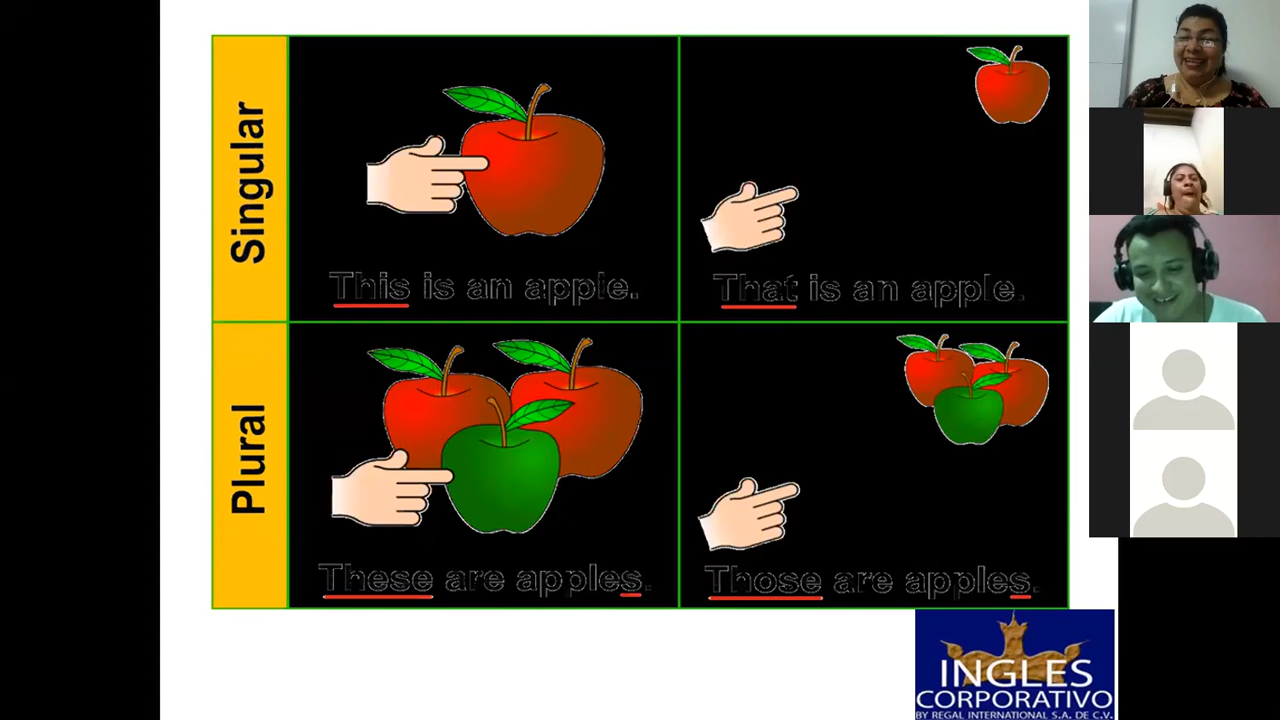 Singular
This is an apple.
That is an apple.
Plural
These are apples.
Those are apples.
INGLES
CORPORATIVO
BY REGAL INTERNATIONAL S.A. DE C.V.